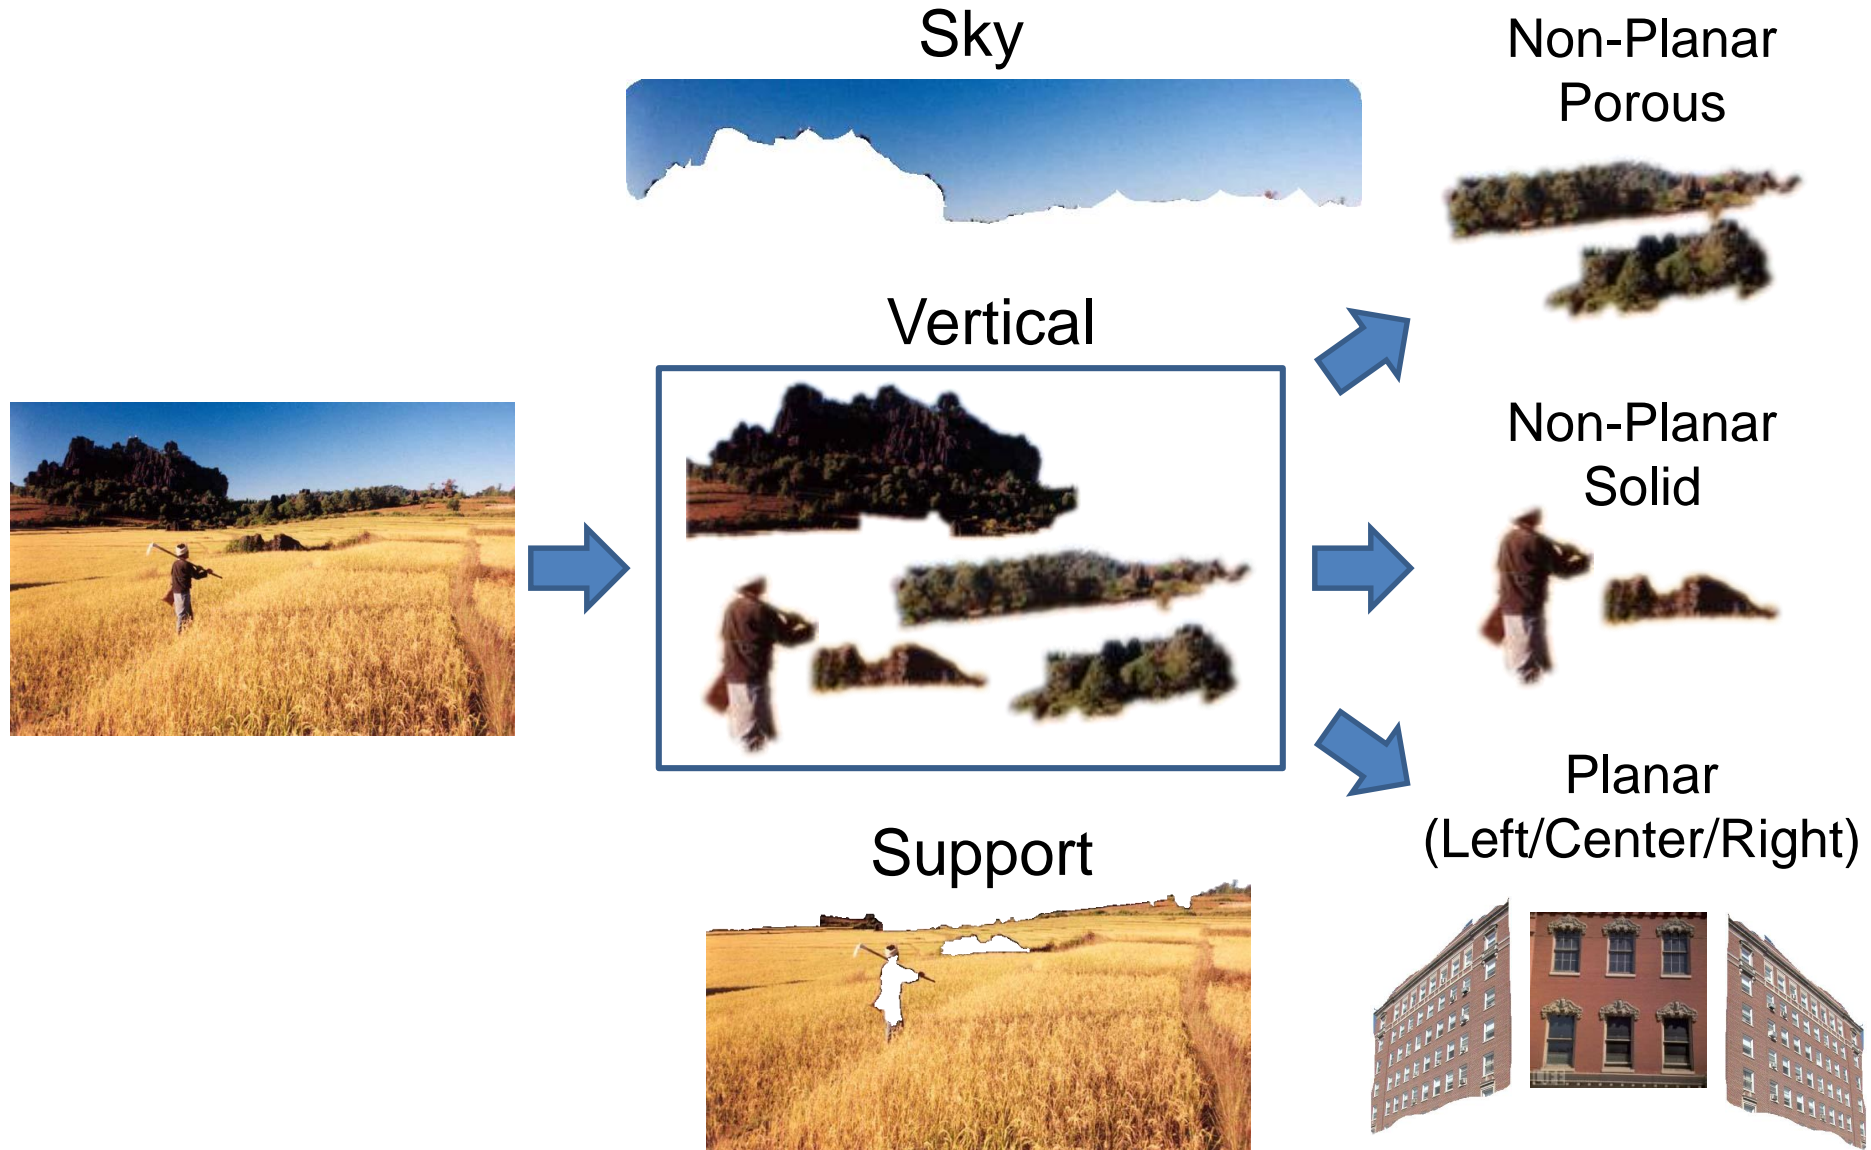 Sky
Non-Planar
Porous
Vertical
Non-Planar
Solid
Planar
(Left/Center/Right)
Support